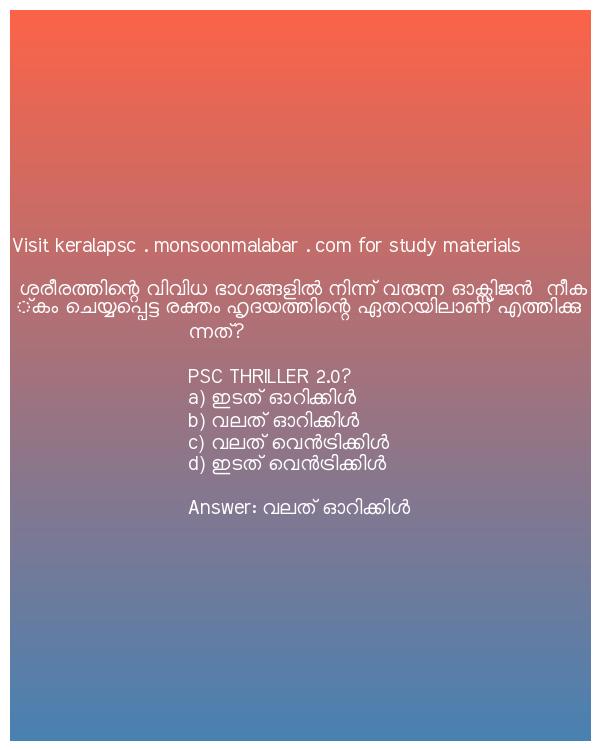 Visit keralapsc . monsoonmalabar . com for study materials
ശരീരത്തിന്റെ വിവിധ ഭാഗങ്ങളിൽ നിന്ന് വരുന്ന ഓക്സിജൻ നീക
്കം ചെയ്യപ്പെട്ട രക്തം ഹൃദയത്തിന്റെ ഏതറയിലാണ് എത്തിക്കു
ന്നത്?
PSC THRILLER 2.0?
a) ഇടത് ഓറിക്കിൾ
b) വലത് ഓറിക്കിൾ
c) വലത് വെൻട്രിക്കിൾ
d) ഇടത് വെൻട്രിക്കിൾ
Answer: വലത് ഓറിക്കിൾ